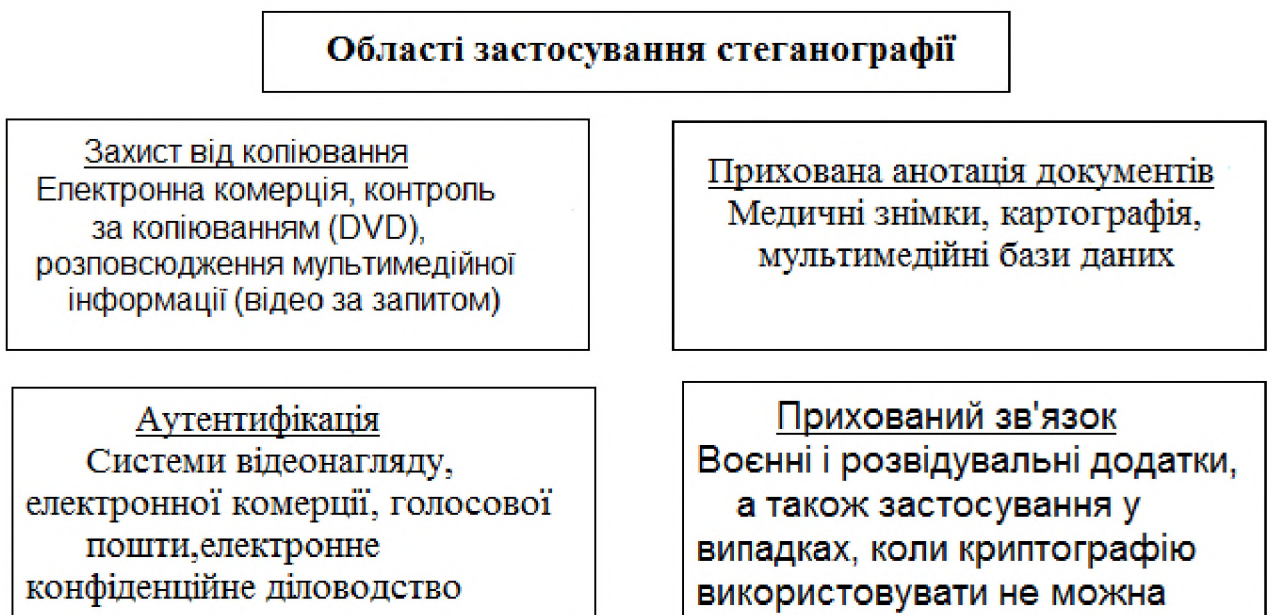 Області застосування стеганографії
Захист від копіювання
Електронна комерція, контроль
за копіюванням (DVD),
розповсюдження мультимедійної
інформації (відео за запитом)
Прихована анотація документів
Медичні знімки, картографія,
мультимедійні бази даних
Аутентифікація
Системи відеонагляду,
електронної комерції, голосової
пошти,електронне
конфіденційне діловодство
Прихований зв'язок
Воєнні і розвідувальні додатки,
а також застосування у
випадках, коли криптографію
використовувати не можна